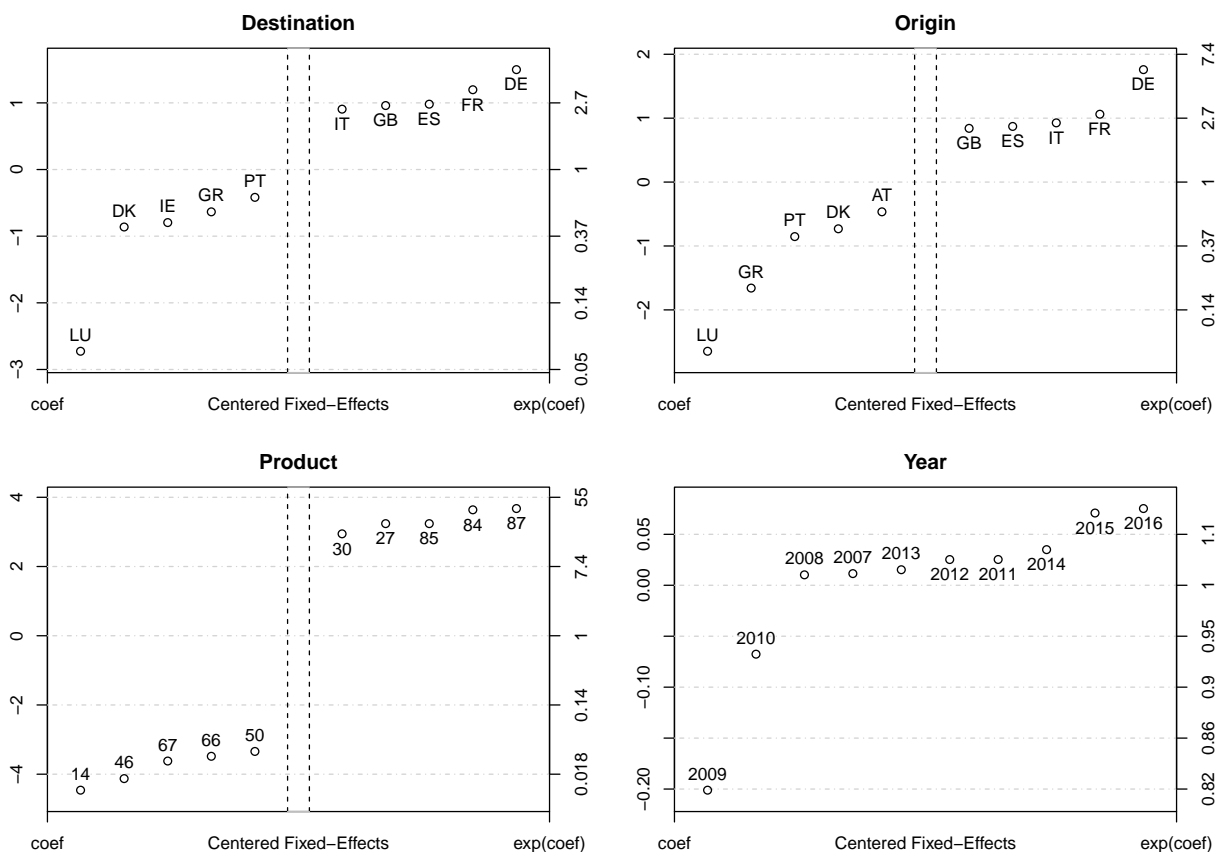 Destination
1
0
−1
−2
−3
2.7
1
0.37
0.14
0.05
LU
DK
IE
GR
PT
IT
GB
ES
FR
DE
coef
Centered Fixed−Effects
exp(coef)
Origin
2
1
0
−1
−2
7.4
2.7
1
0.37
0.14
LU
GR
PT
DK
AT
GB
ES
IT
FR
DE
coef
Centered Fixed−Effects
exp(coef)
Product
4
2
0
−2
−4
55
7.4
1
0.14
0.018
14
46
67
66
50
30
27
85
84
87
coef
Centered Fixed−Effects
exp(coef)
Year
0.05
0.00
−0.10
−0.20
1.1
1
0.95
0.9
0.86
0.82
2009
2010
2008
2007
2013
2012
2011
2014
2015
2016
coef
Centered Fixed−Effects
exp(coef)